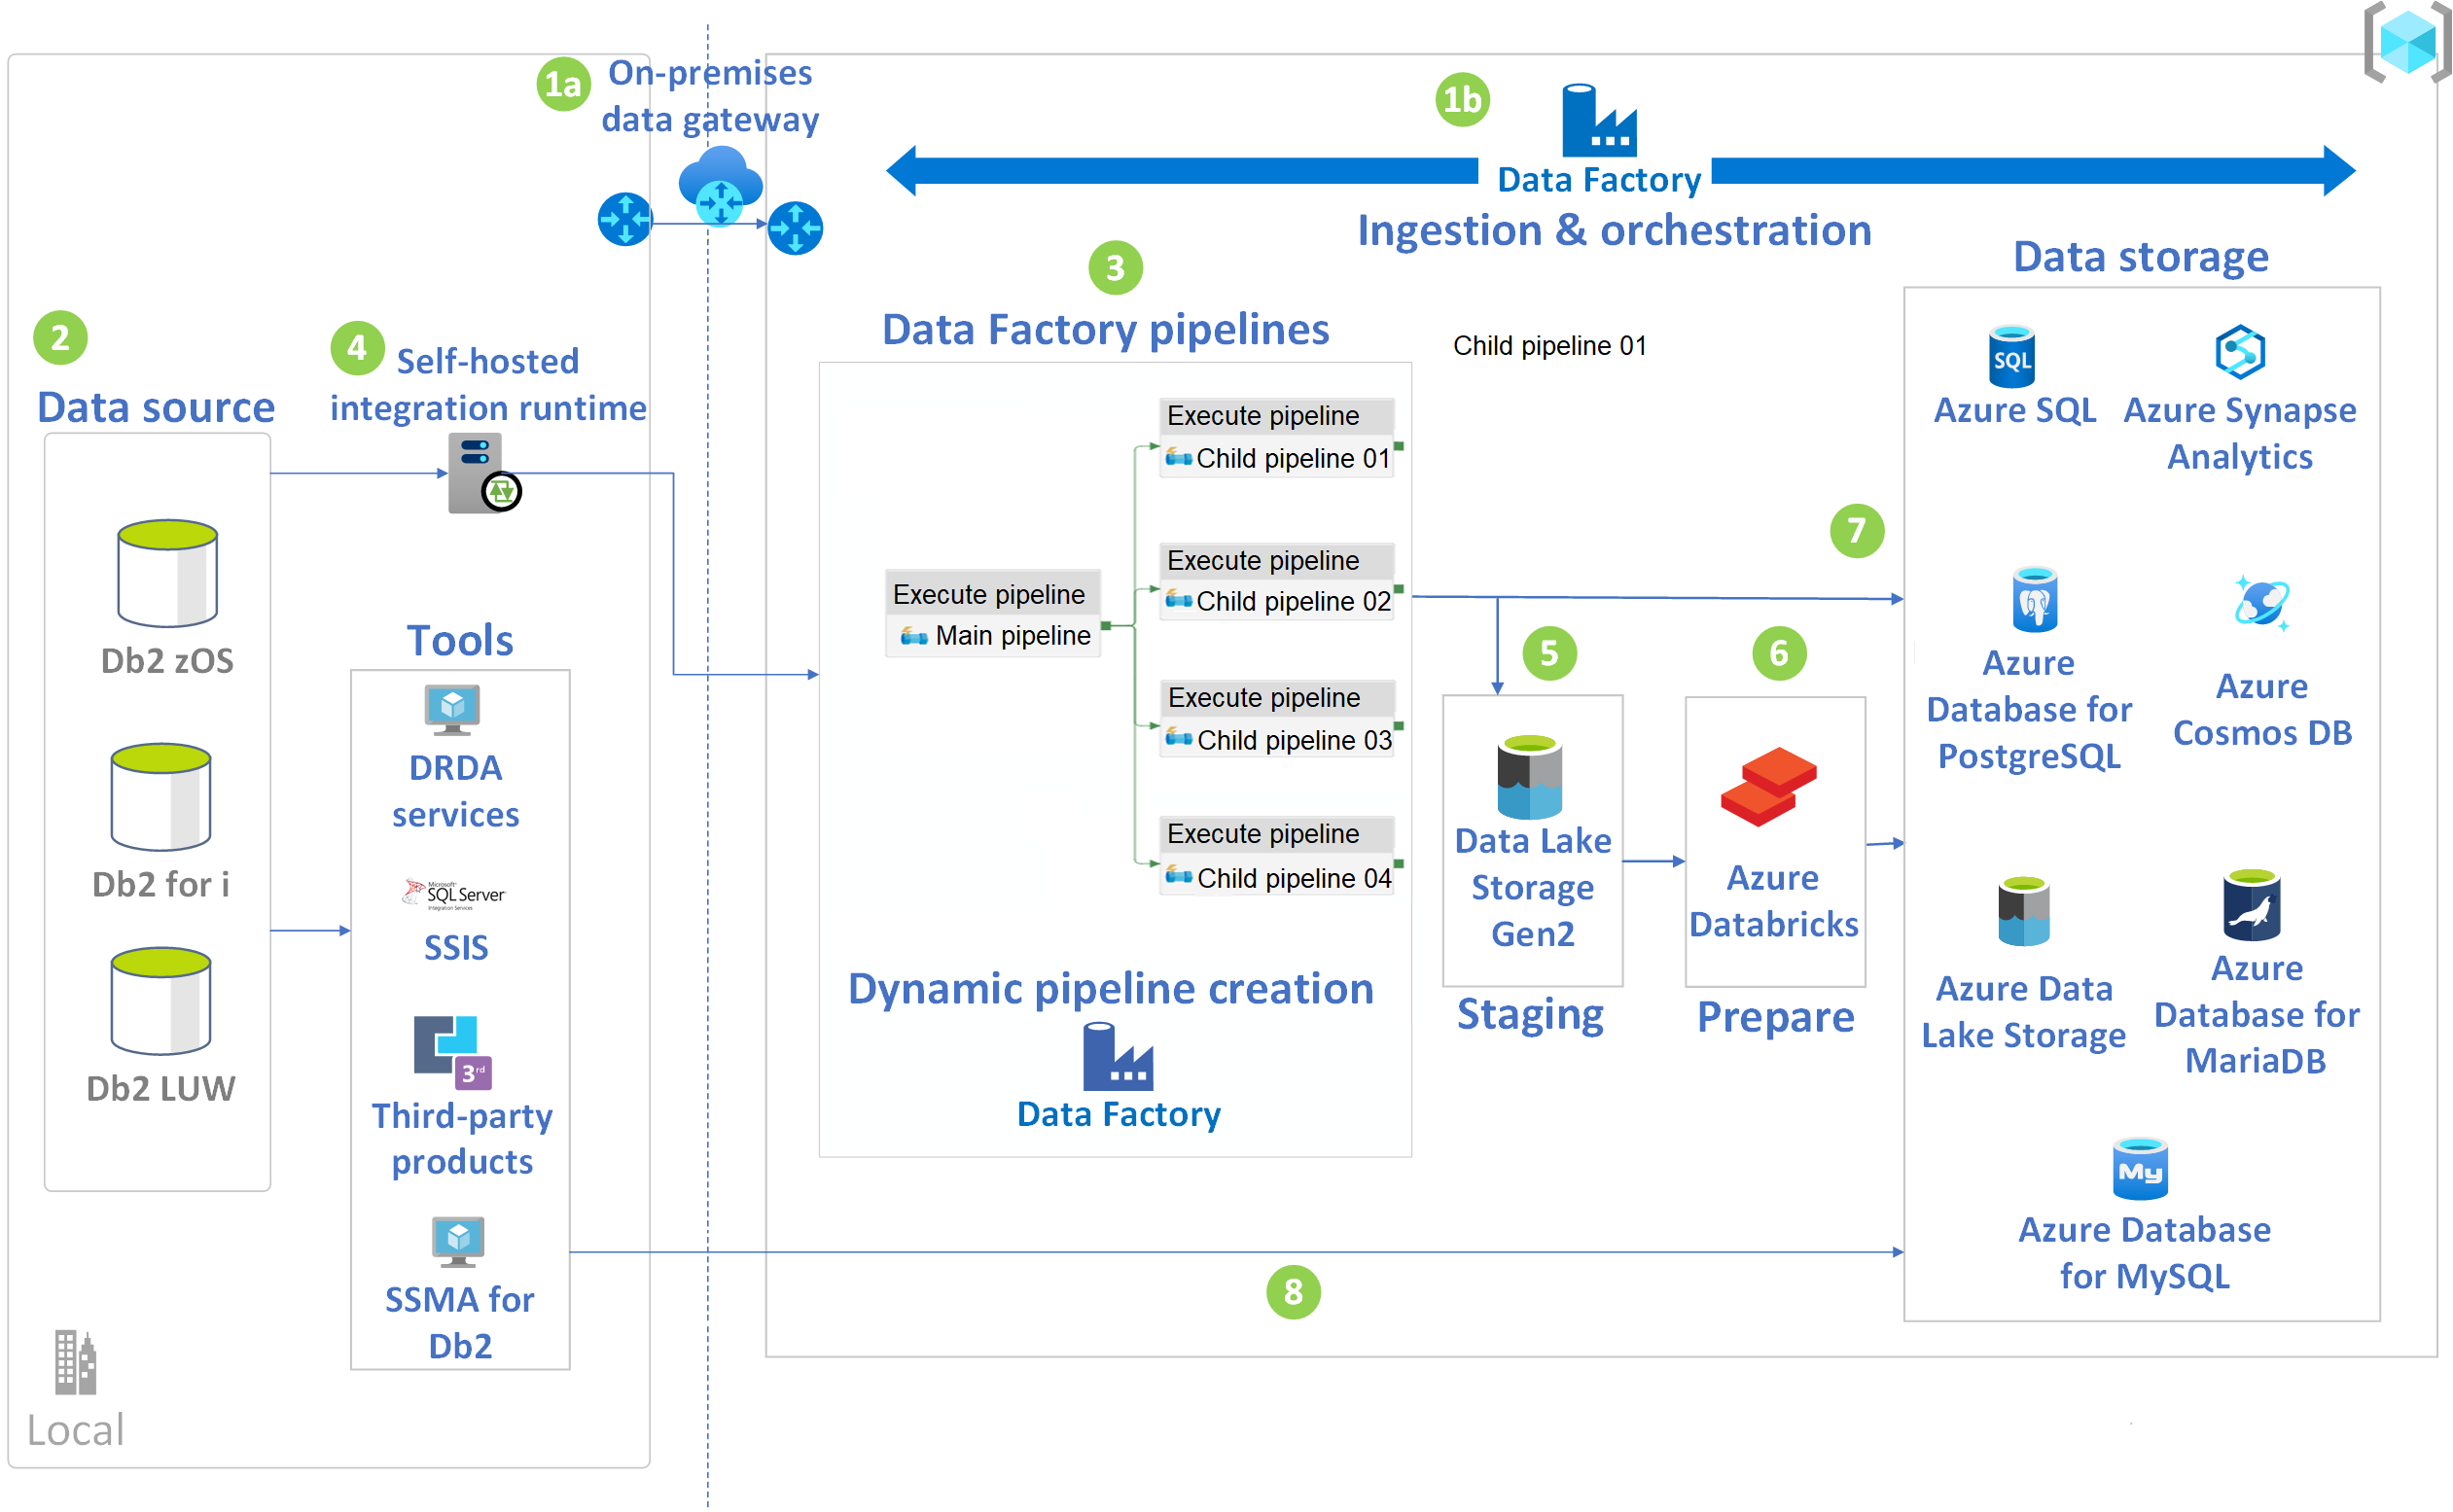 1a
On-premises
data gateway
1b
Data Factory
Ingestion & orchestration
2
Data source
Db2 zOS
Db2 for i
Db2 LUW
4
Self-hosted
integration runtime
Tools
DRDA
services
Microsoft
SQL Server
Integration Services
SSIS
3rd
Third-party
products
SSMA for
Db2
Local
3
Data Factory pipelines
Execute pipeline
Main pipeline
Execute pipeline
Child pipeline 01
Execute pipeline
Child pipeline 02
Execute pipeline
Child pipeline 03
Execute pipeline
Child pipeline 04
Dynamic pipeline creation
Data Factory
Child pipeline 01
5
Data Lake
Storage
Gen2
Staging
6
Azure
Databricks
Prepare
7
8
Data storage
SQL
Azure SQL
Azure Synapse
Analytics
Azure
Database for
PostgreSQL
Azure
Cosmos DB
Azure Data
Lake Storage
Azure
Database for
MariaDB
My
Azure Database
for MySQL